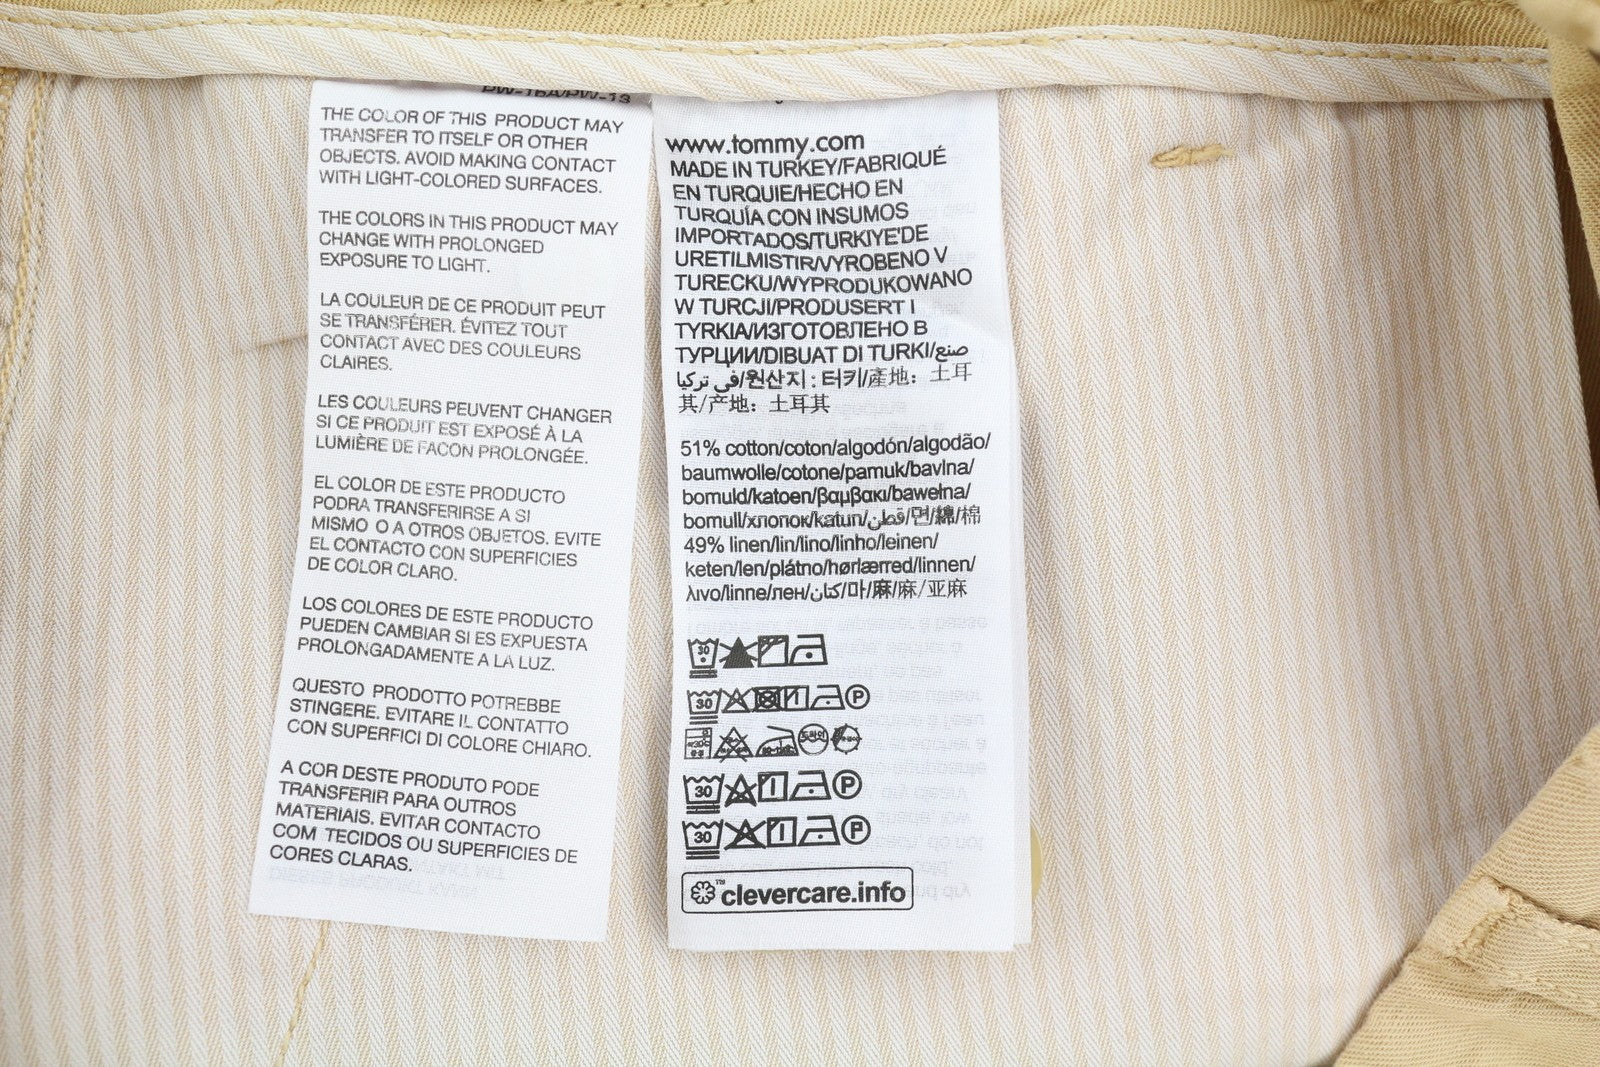 PW-16A/PW-13
THE COLOR OF THIS PRODUCT MAY
TRANSFER TO ITSELF OR OTHER
OBJECTS. AVOID MAKING CONTACT
WITH LIGHT-COLORED SURFACES.
THE COLORS IN THIS PRODUCT MAY
CHANGE WITH PROLONGED
EXPOSURE TO LIGHT.
LA COULEUR DE CE PRODUIT PEUT
SE TRANSFÉRER. ÉVITEZ TOUT
CONTACT AVEC DES COULEURS
CLAIRES.
LES COULEURS PEUVENT CHANGER
SI CE PRODUIT EST EXPOSÉ À LA
LUMIÈRE DE FACON PROLONGÉE.
EL COLOR DE ESTE PRODUCTO
PODRA TRANSFERIRSE A SI
MISMO O A OTROS OBJETOS. EVITE
EL CONTACTO CON SUPERFICIES
DE COLOR CLARO.
LOS COLORES DE ESTE PRODUCTO
PUEDEN CAMBIAR SI ES EXPUESTA
PROLONGADAMENTE A LA LUZ.
QUESTO PRODOTTO POTREBBE
STINGERE. EVITARE IL CONTATTO
CON SUPERFICI DI COLORE CHIARO.
A COR DESTE PRODUTO PODE
TRANSFERIR PARA OUTROS
MATERIAIS. EVITAR CONTACTO
COM TECIDOS OU SUPERFICIES DE
CORES CLARAS.
www.tommy.com
MADE IN TURKEY/FABRIQUÉ
EN TURQUIE/HECHO EN
TURQUÍA CON INSUMOS
IMPORTADOS/TURKIYE'DE
URETILMISTIR/VYROBENO V
TURECKU/WYPRODUKOWANO
W TURCJI/PRODUSERT I
TYRKIA/ИЗГОТОВЛЕНО В
ТУРЦИИ/DIBUAT DI TURKI/صنع
في تركيا/원산지 : 터키/產地：土耳
其/产地：土耳其
51% cotton/coton/algodón/algodão/
baumwolle/cotone/pamuk/bavlna/
bomuld/katoen/βαμβακι/bawełna/
bomull/хлопок/katun/قطن/면/綿/棉
49% linen/lin/lino/linho/leinen/
keten/len/plátno/hørlærred/linnen/
λινο/linne/лен/كتان/마/麻/麻/亚麻
30
30 P
30 P
30 F
clevercare.info